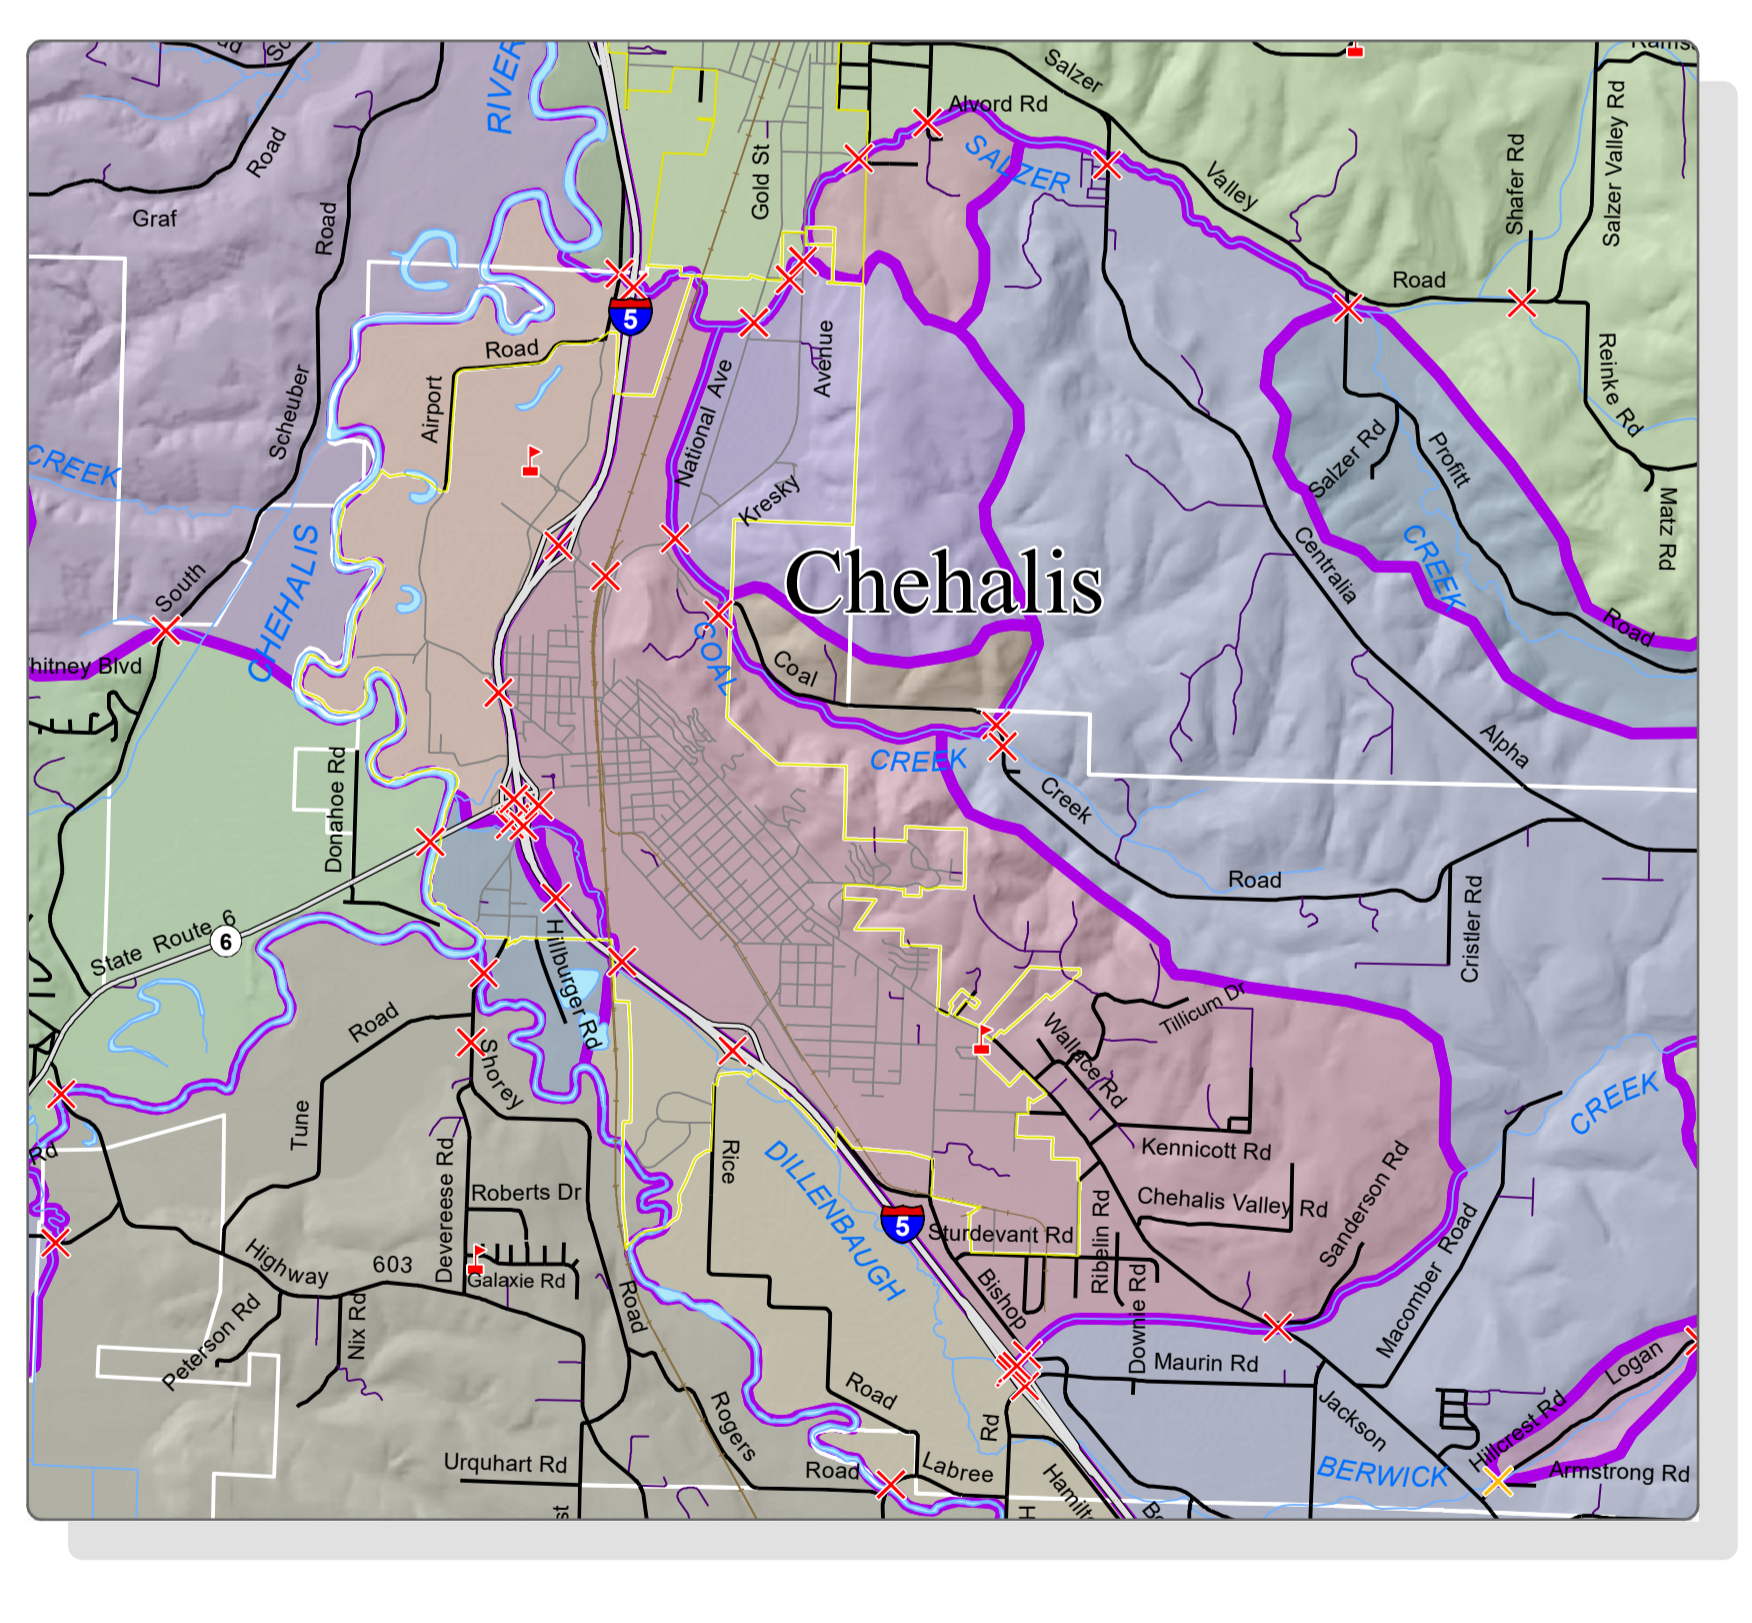 RIVER
Salzer
Alvord Rd
SALZER
Salzer Valley Rd
Shafer Rd
Road
Gold St
Valley
Graf
Road
Road
5
Road
Reinke Rd
Airport
National Ave
Avenue
Scheuber
CREEK
Salzer Rd
Profitt
Kresky
Matz Rd
CHEHALIS
Chehalis
Centralia
CREEK
South
COAL
Coal
Road
Alpha
CREEK
Creek
Donahoe Rd
Road
Cristler Rd
State Route 6
6
Hillburger Rd
Road
Tillicum Dr
Wallace Rd
Shorey
CREEK
Tune
Rd
Rice
DILLENBAUGH
Kennicott Rd
Devereese Rd
Roberts Dr
Chehalis Valley Rd
Sanderson Rd
Ribelin Rd
5
Sturdevant Rd
Macomber Road
Highway
603
Galaxie Rd
Bishop
Downie Rd
Peterson Rd
Nix Rd
Road
Maurin Rd
Logan
Road
Rogers
Jackson
Hillcrest Rd
Rd
Urquhart Rd
Road
Labree
BERWICK
Armstrong Rd